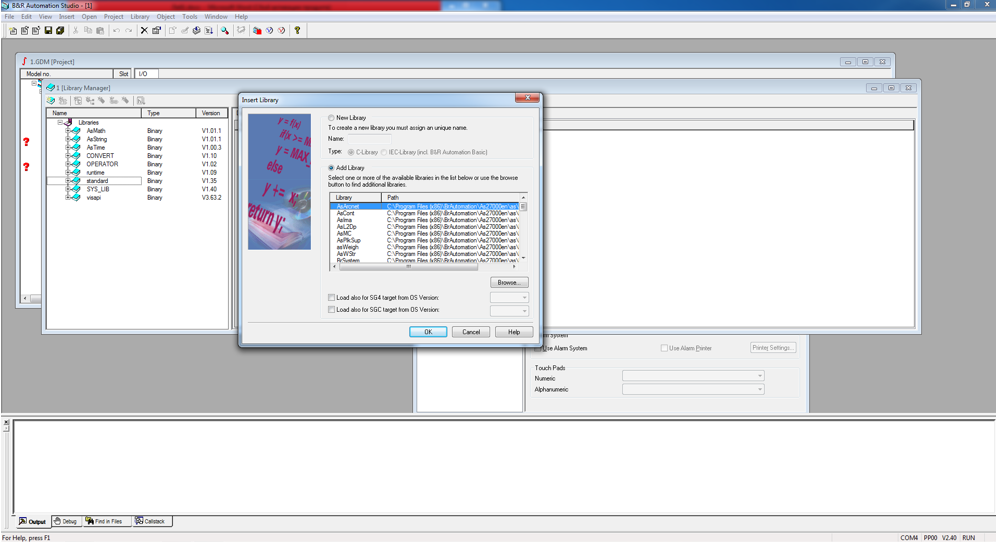 B&R Automation Studio - [1]
File Edit View Insert Open Project Library Object Tools Window Help
1.GDM [Project]
Model no. Slot I/O
1 [Library Manager]
Name Type Version
Libraries
AsMath Binary V1.01.1
AsString Binary V1.01.1
AsTime Binary V1.00.3
CONVERT Binary V1.10
OPERATOR Binary V1.02
runtime Binary V1.09
standard Binary V1.35
SYS_LIB Binary V1.40
visapi Binary V3.63.2
Insert Library
y = f(x)
if(x >= M
y = MAX
else
y += x;
return y;
New Library
To create a new library you must assign an unique name.
Name:
Type: C-Library IEC-Library (incl. B&R Automation Basic)
Add Library
Select one or more of the available libraries in the list below or use the browse
button to find additional libraries.
Library Path
AsArcnet C:\Program Files (x86)\BrAutomation\As27000en\as\
AsCont C:\Program Files (x86)\BrAutomation\As27000en\as\
AsIma C:\Program Files (x86)\BrAutomation\As27000en\as\
AsL2Dp C:\Program Files (x86)\BrAutomation\As27000en\as\
AsMC C:\Program Files (x86)\BrAutomation\As27000en\as\
AsPlkSup C:\Program Files (x86)\BrAutomation\As27000en\as\
asWeigh C:\Program Files (x86)\BrAutomation\As27000en\as\
AsWStr C:\Program Files (x86)\BrAutomation\As27000en\as\
BrSystem C:\Program Files (x86)\BrAutomation\As27000en\as\
Browse...
Load also for SG4 target from OS Version:
Load also for SGC target from OS Version:
OK Cancel Help
System
Use Alarm System Use Alarm Printer Printer Settings...
Touch Pads
Numeric
Alphanumeric
Output Debug Find in Files Callstack
For Help, press F1 COM4 PP00 V2.40 RUN